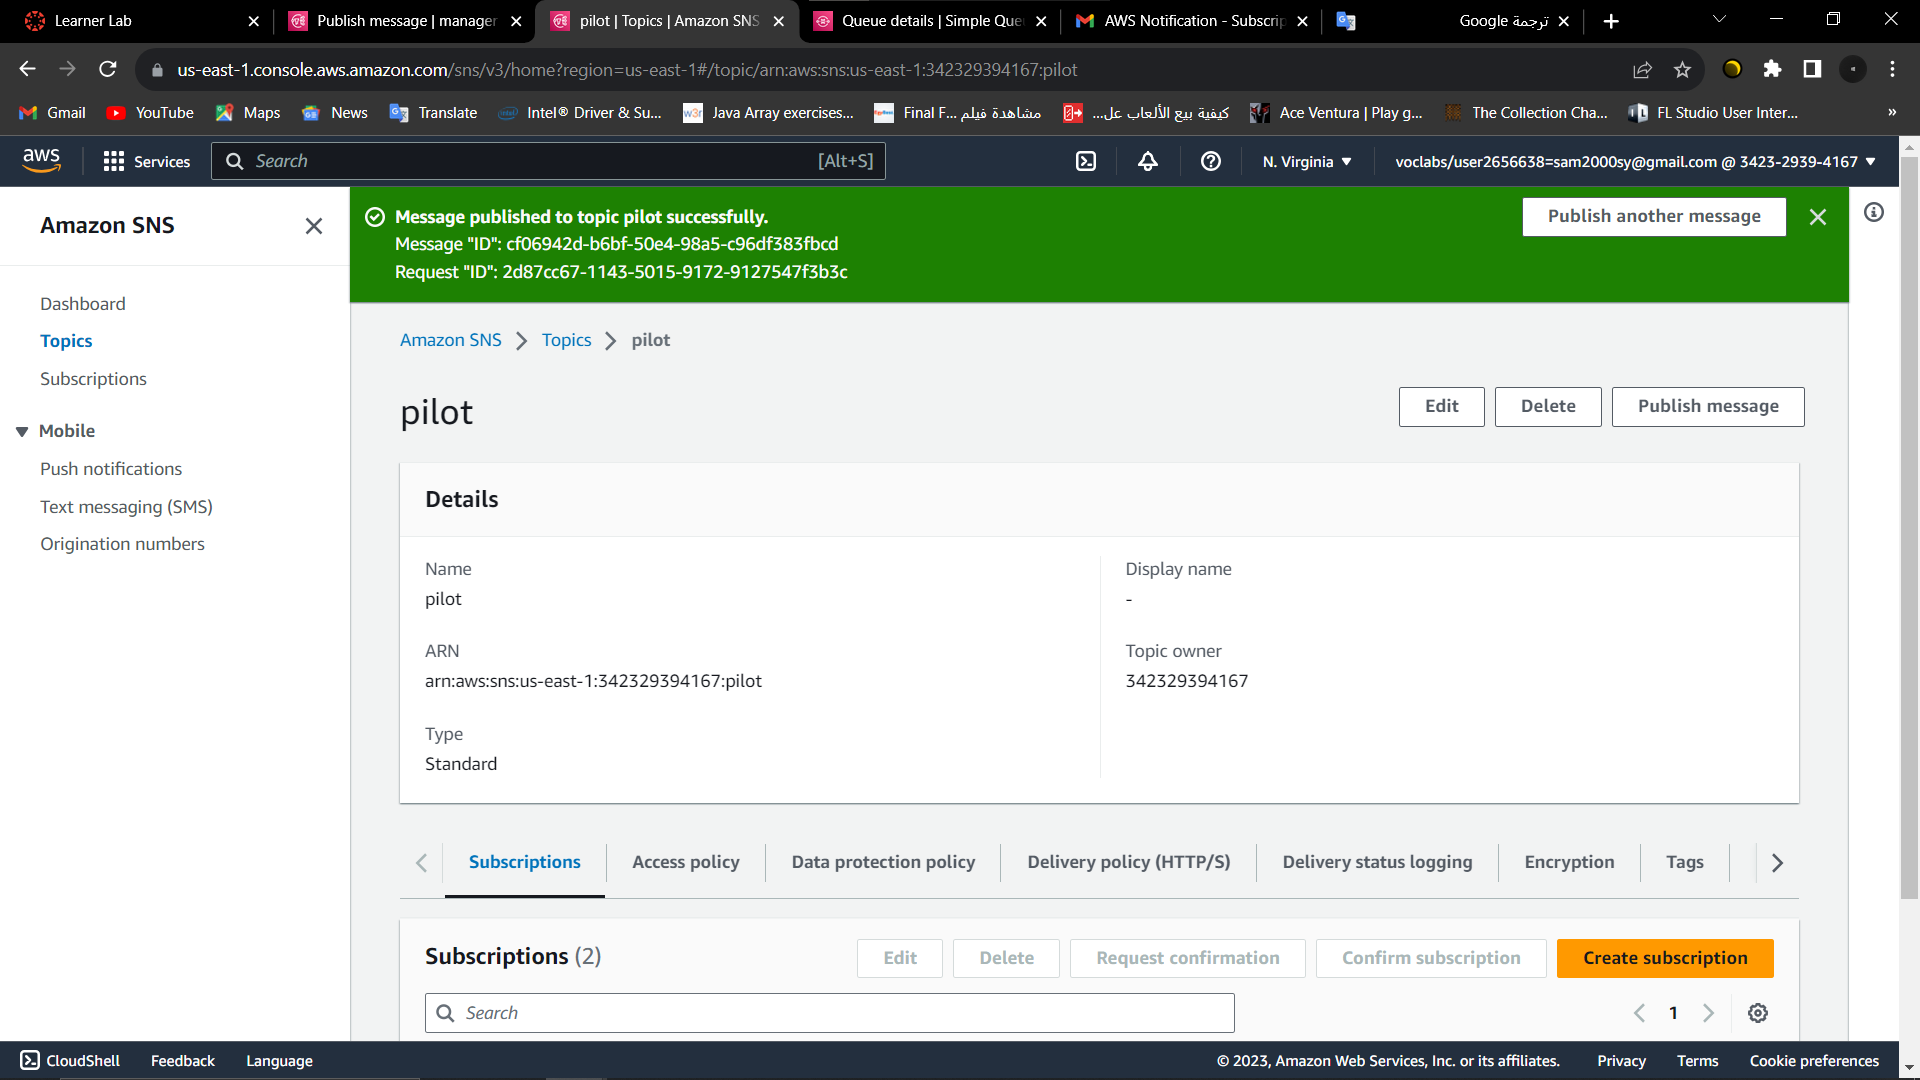 Learner Lab
Publish message | manager
pilot | Topics | Amazon SNS
Queue details | Simple Que
AWS Notification - Subscrip
ترجمة Google
us-east-1.console.aws.amazon.com/sns/v3/home?region=us-east-1#/topic/arn:aws:sns:us-east-1:342329394167:pilot
Gmail
YouTube
Maps
News
Translate
Intel® Driver & Su...
Java Array exercises...
مشاهدة فيلم Final F...
كيفية بيع الألعاب عل...
Ace Ventura | Play g...
The Collection Cha...
FL Studio User Inter...
»
aws
Services
Search
[Alt+S]
N. Virginia
voclabs/user2656638=sam2000sy@gmail.com @ 3423-2939-4167
Amazon SNS
Dashboard
Topics
Subscriptions
Mobile
Push notifications
Text messaging (SMS)
Origination numbers
Message published to topic pilot successfully.
Message "ID": cf06942d-b6bf-50e4-98a5-c96df383fbcd
Request "ID": 2d87cc67-1143-5015-9172-9127547f3b3c
Publish another message
Amazon SNS
Topics
pilot
pilot
Edit
Delete
Publish message
Details
Name
pilot
ARN
arn:aws:sns:us-east-1:342329394167:pilot
Type
Standard
Display name
-
Topic owner
342329394167
Subscriptions
Access policy
Data protection policy
Delivery policy (HTTP/S)
Delivery status logging
Encryption
Tags
Subscriptions (2)
Edit
Delete
Request confirmation
Confirm subscription
Create subscription
Search
1
CloudShell
Feedback
Language
© 2023, Amazon Web Services, Inc. or its affiliates.
Privacy
Terms
Cookie preferences